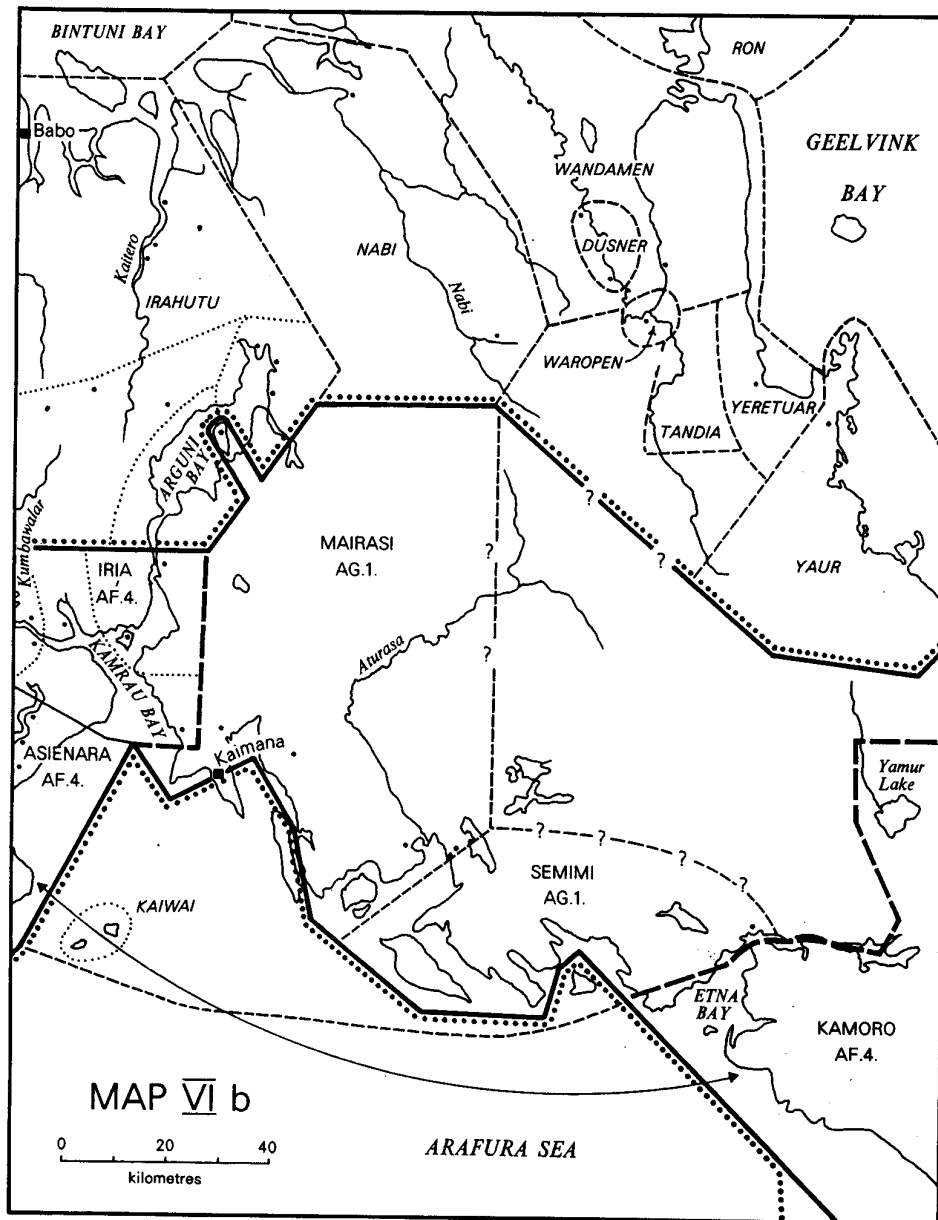 BINTUNI BAY
RON
Babo
GEELVINK
BAY
WANDAMEN
DUSNER
NABI
Kaitero
Nabi
IRAHUTU
WAROPEN
YERETUAR
TANDIA
ARGUNI
BAY
?
Kumbawalar
MAIRASI
AG.1.
?
?
IRIA
AF.4.
YAUR
KAMRAU BAY
Aturasa
?
ASIENARA
AF.4.
Kaimana
Yamur
Lake
?
?
?
?
SEMIMI
AG.1.
KAIWAI
ETNA
BAY
KAMORO
AF.4.
MAP VI b
0 20 40
kilometres
ARAFURA SEA